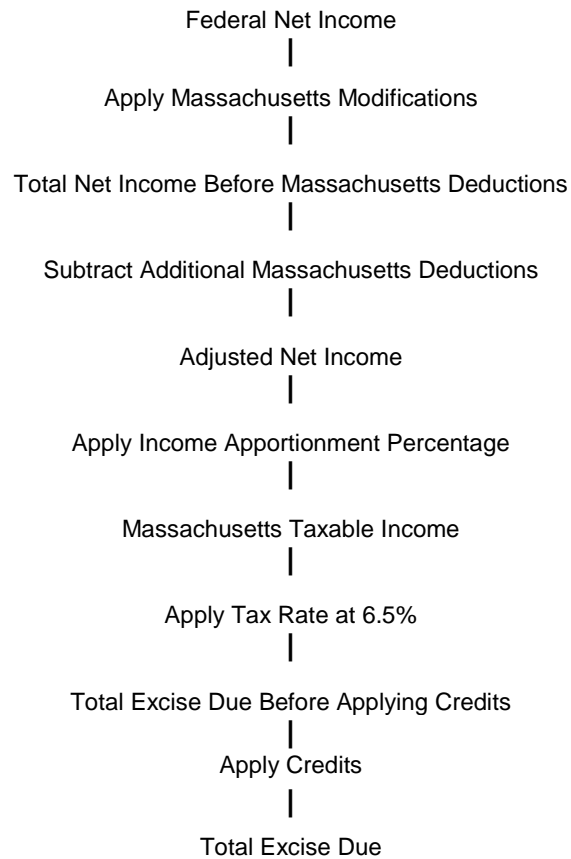 Federal Net Income
Apply Massachusetts Modifications
Total Net Income Before Massachusetts Deductions
Subtract Additional Massachusetts Deductions
Adjusted Net Income
Apply Income Apportionment Percentage
Massachusetts Taxable Income
Apply Tax Rate at 6.5%
Total Excise Due Before Applying Credits
Apply Credits
Total Excise Due